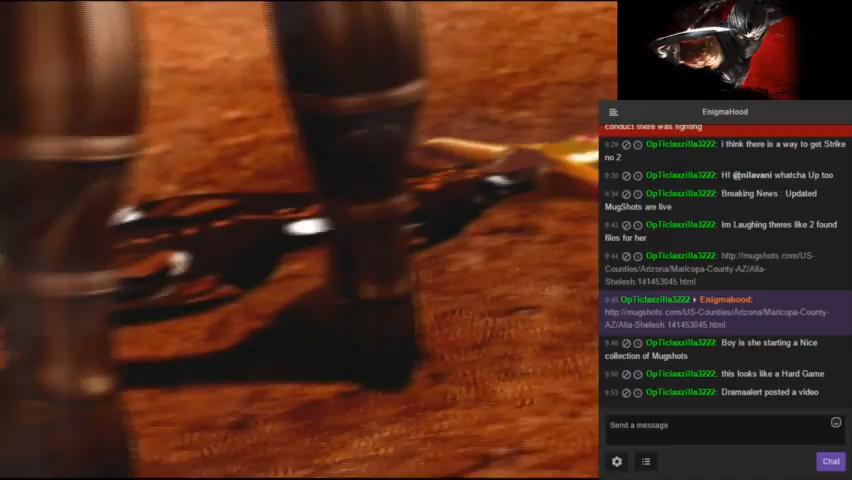 EnigmaHood
conduct there was fighting
9:29 OpTiclaxzilla3222: i think there is a way to get Strike
no 2
9:30 OpTiclaxzilla3222: HI @nilavani whatcha Up too
9:34 OpTiclaxzilla3222: Breaking News : Updated
MugShots are live
9:43 OpTiclaxzilla3222: Im Laughing theres like 2 found
files for her
9:44 OpTiclaxzilla3222: http://mugshots.com/US-
Counties/Arizona/Maricopa-County-AZ/Alia-
Shelesh.141453045.html
9:45 OpTiclaxzilla3222 Enigmahood:
http://mugshots.com/US-Counties/Arizona/Maricopa-County-
AZ/Alia-Shelesh.141453045.html
9:46 OpTiclaxzilla3222: Boy is she starting a Nice
collection of Mugshots
9:50 OpTiclaxzilla3222: this looks like a Hard Game
9:53 OpTiclaxzilla3222: Dramaalert posted a video
Send a message
Chat